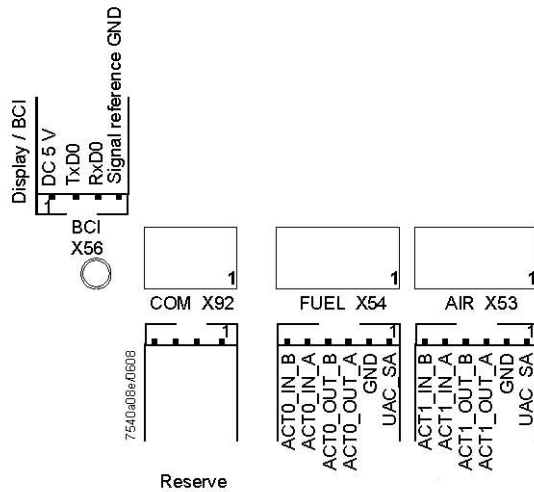 Display / BCI
DC 5 V
TxD0
RxD0
Signal reference GND
1
BCI
X56
1
1
1
COM X92
FUEL X54
AIR X53
1
1
1
7540a08e/0608
ACT0_IN_B
ACT0_IN_A
ACT0_OUT_B
ACT0_OUT_A
GND
UAC_SA
ACT1_IN_B
ACT1_IN_A
ACT1_OUT_B
ACT1_OUT_A
GND
UAC_SA
Reserve